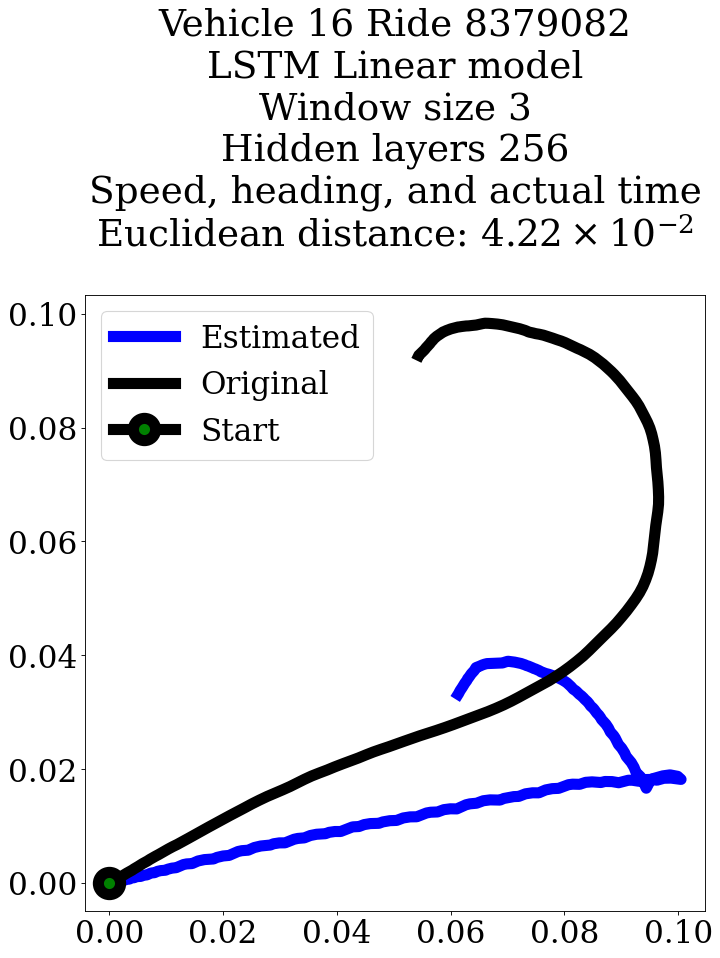 Vehicle 16 Ride 8379082
LSTM Linear model
Window size 3
Hidden layers 256
Speed, heading, and actual time
Euclidean distance: 4.22 × 10⁻²
Estimated
Original
Start
0.10
0.08
0.06
0.04
0.02
0.00
0.00 0.02 0.04 0.06 0.08 0.10